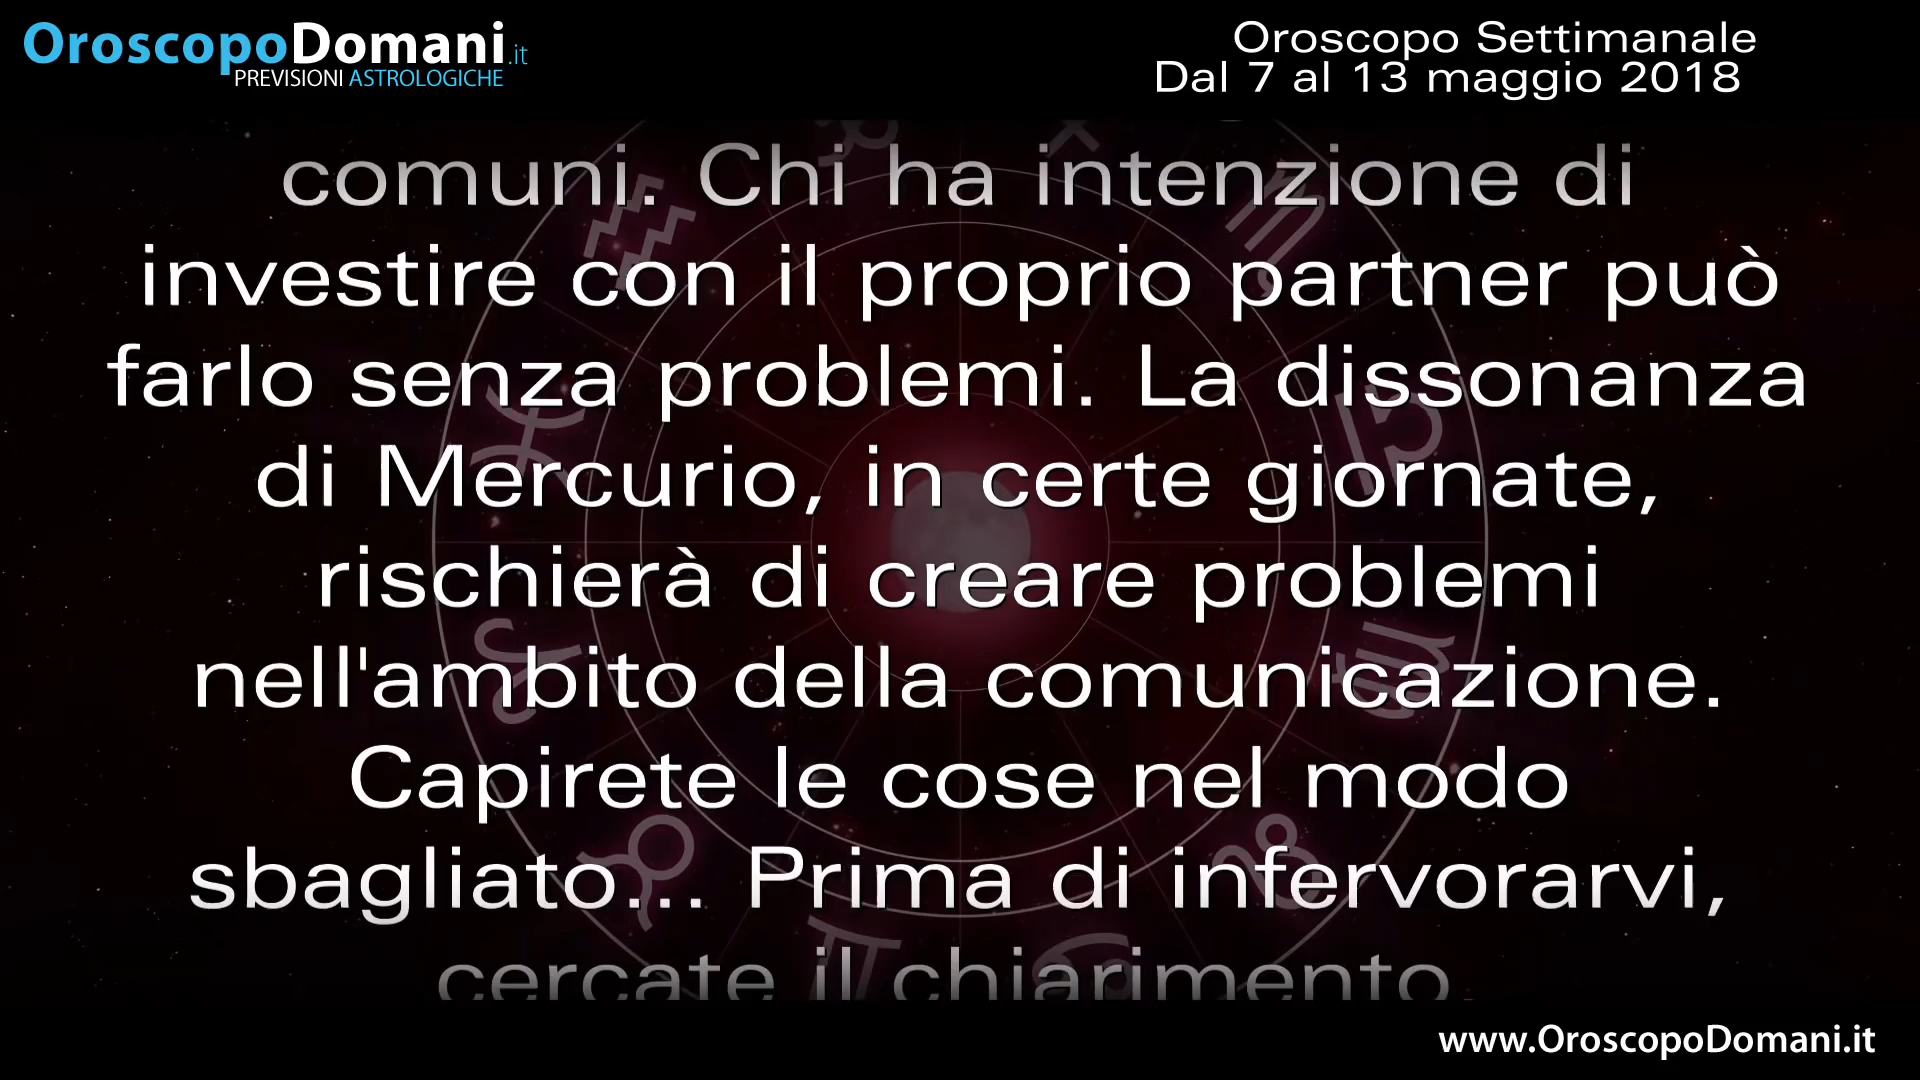 OroscopoDomani.it
PREVISIONI ASTROLOGICHE
Oroscopo Settimanale
Dal 7 al 13 maggio 2018
comuni. Chi ha intenzione di
investire con il proprio partner può
farlo senza problemi. La dissonanza
di Mercurio, in certe giornate,
rischierà di creare problemi
nell'ambito della comunicazione.
Capirete le cose nel modo
sbagliato... Prima di infervorarvi,
cercate il chiarimento.
www.OroscopoDomani.it